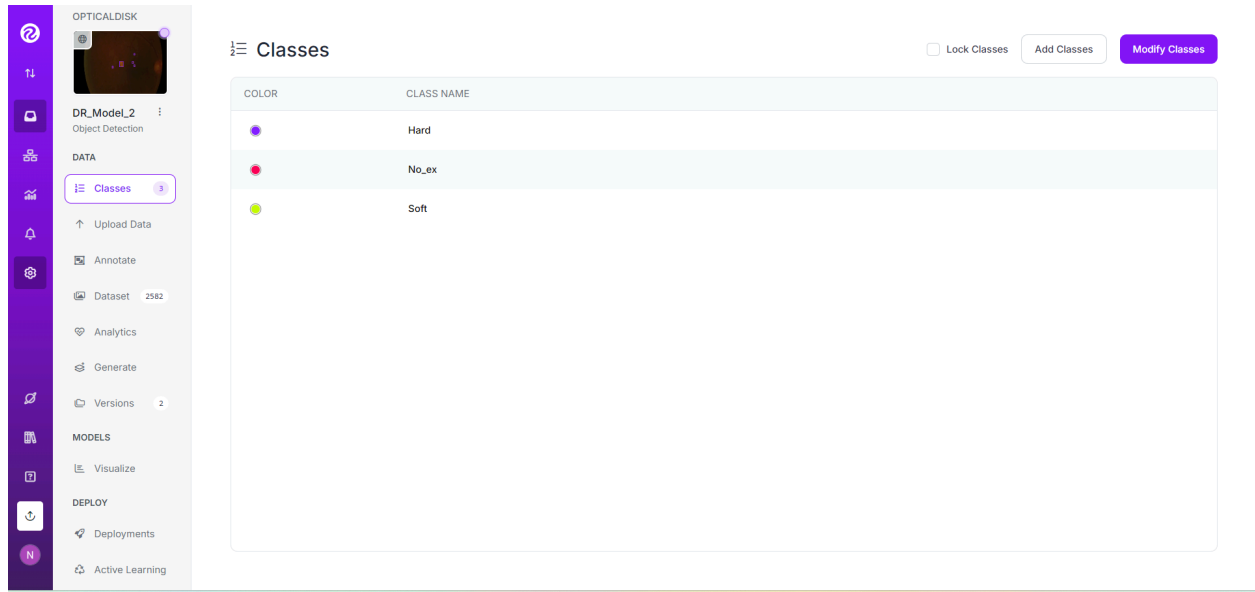 OPTICALDISK
DR_Model_2
Object Detection
DATA
Classes 3
Upload Data
Annotate
Dataset 2582
Analytics
Generate
Versions 2
MODELS
Visualize
DEPLOY
Deployments
Active Learning
N
Classes
Lock Classes Add Classes Modify Classes
COLOR CLASS NAME
Hard
No_ex
Soft